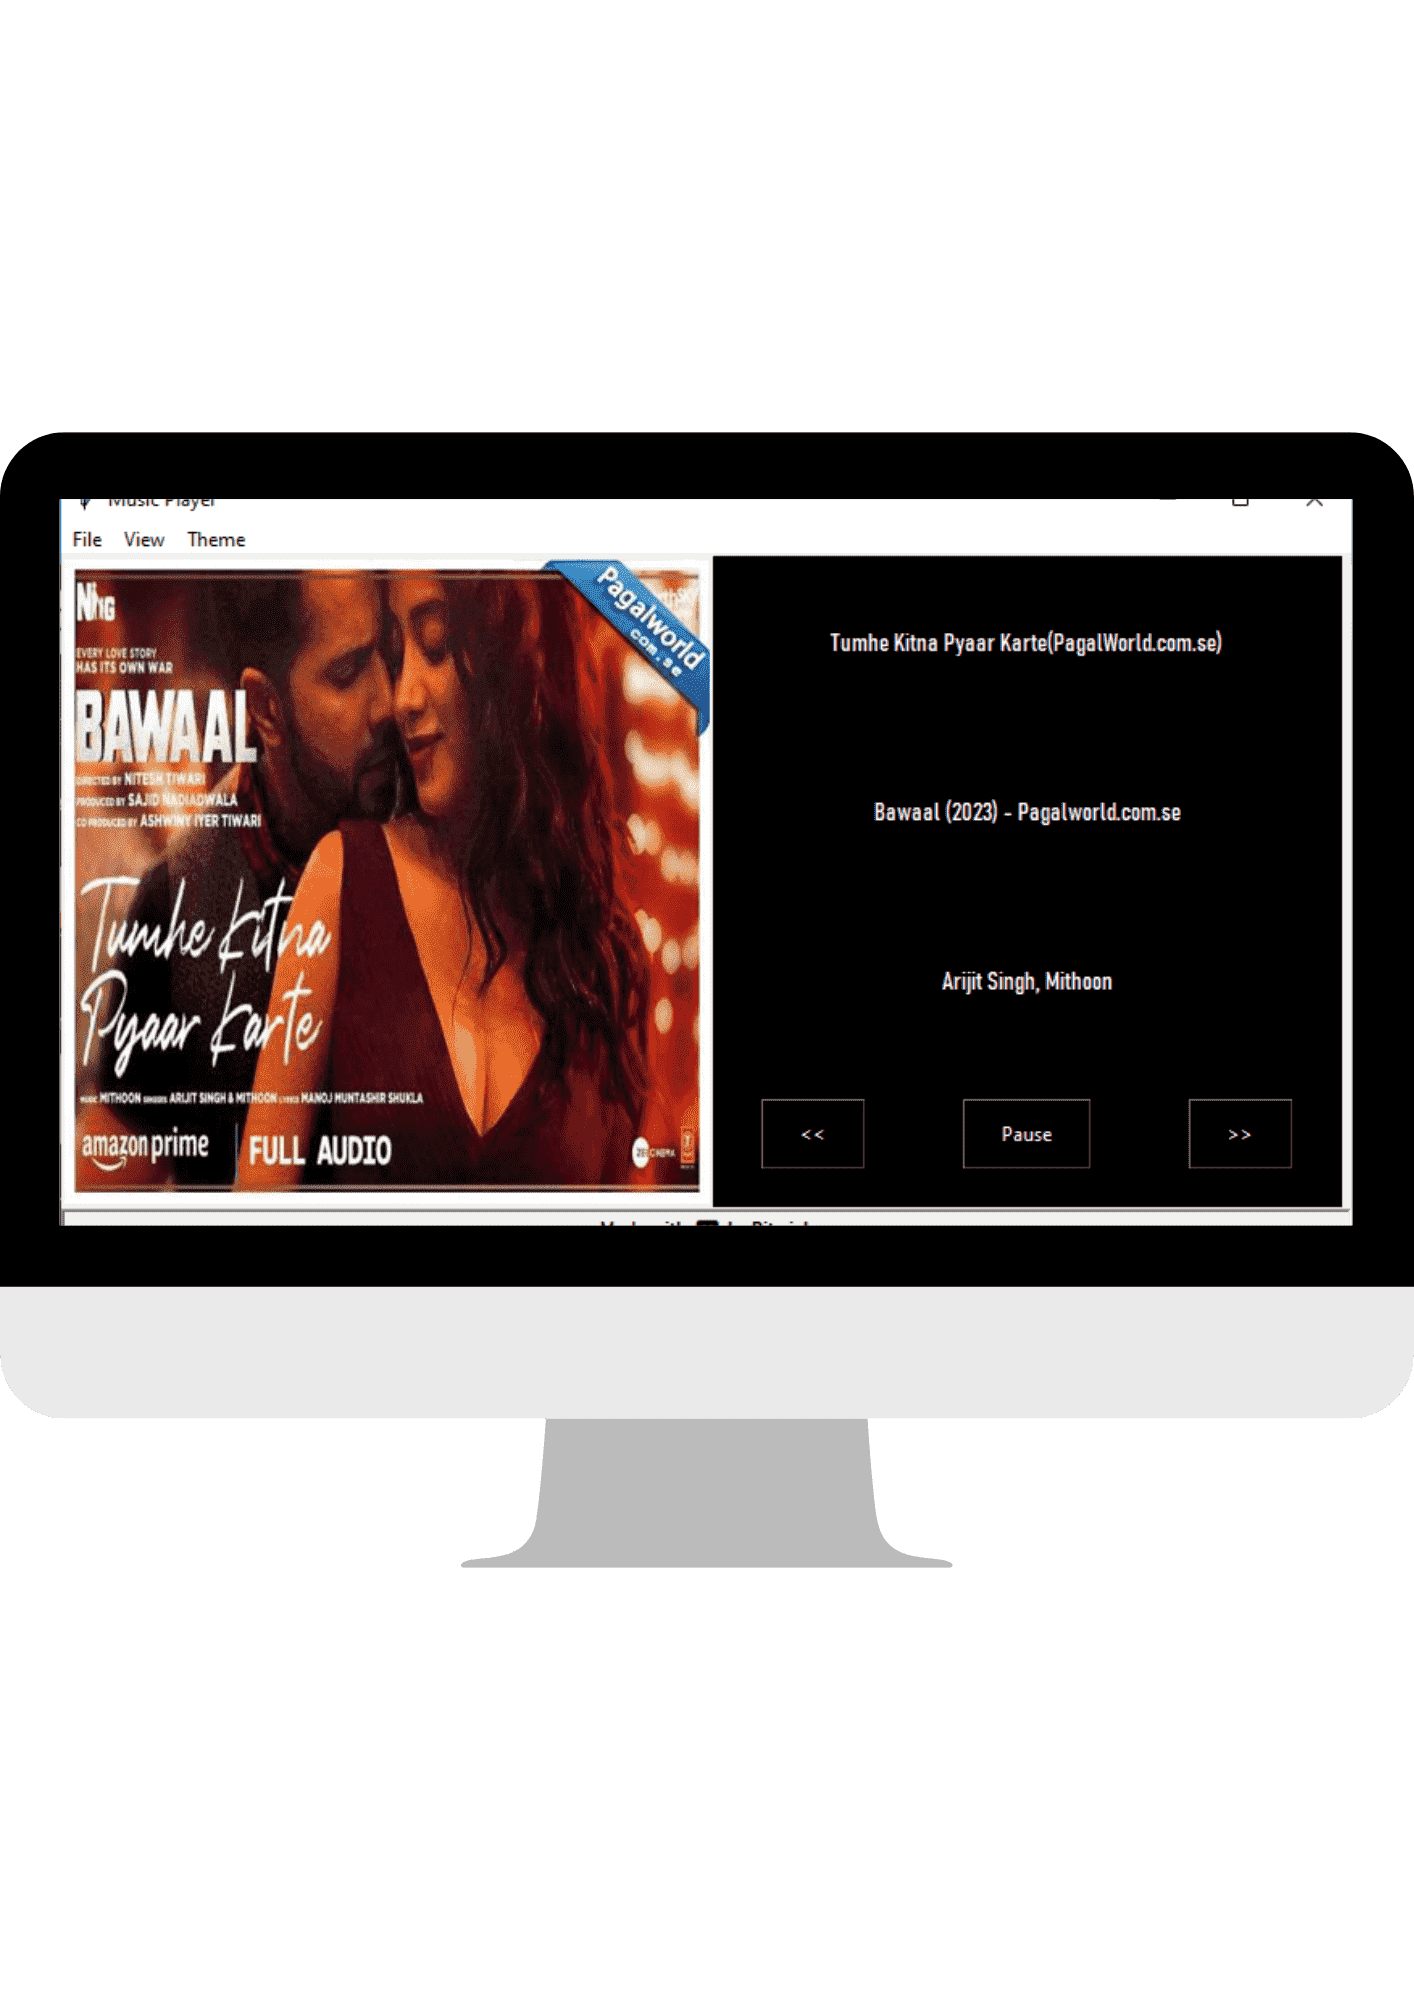 Music Player
File View Theme
Pagalworld
com.se
EVERY LOVE STORY
HAS ITS OWN WAR
BAWAAL
DIRECTED BY NITESH TIWARI
PRODUCED BY SAJID NADIADWALA
CO PRODUCED BY ASHWINY IYER TIWARI
Tumhe Kitna
Pyaar Karte
MUSIC MITHOON SINGERS ARIJIT SINGH & MITHOON LYRICS MANOJ MUNTASHIR SHUKLA
amazon prime FULL AUDIO
Tumhe Kitna Pyaar Karte(PagalWorld.com.se)
Bawaal (2023) - Pagalworld.com.se
Arijit Singh, Mithoon
<< Pause >>